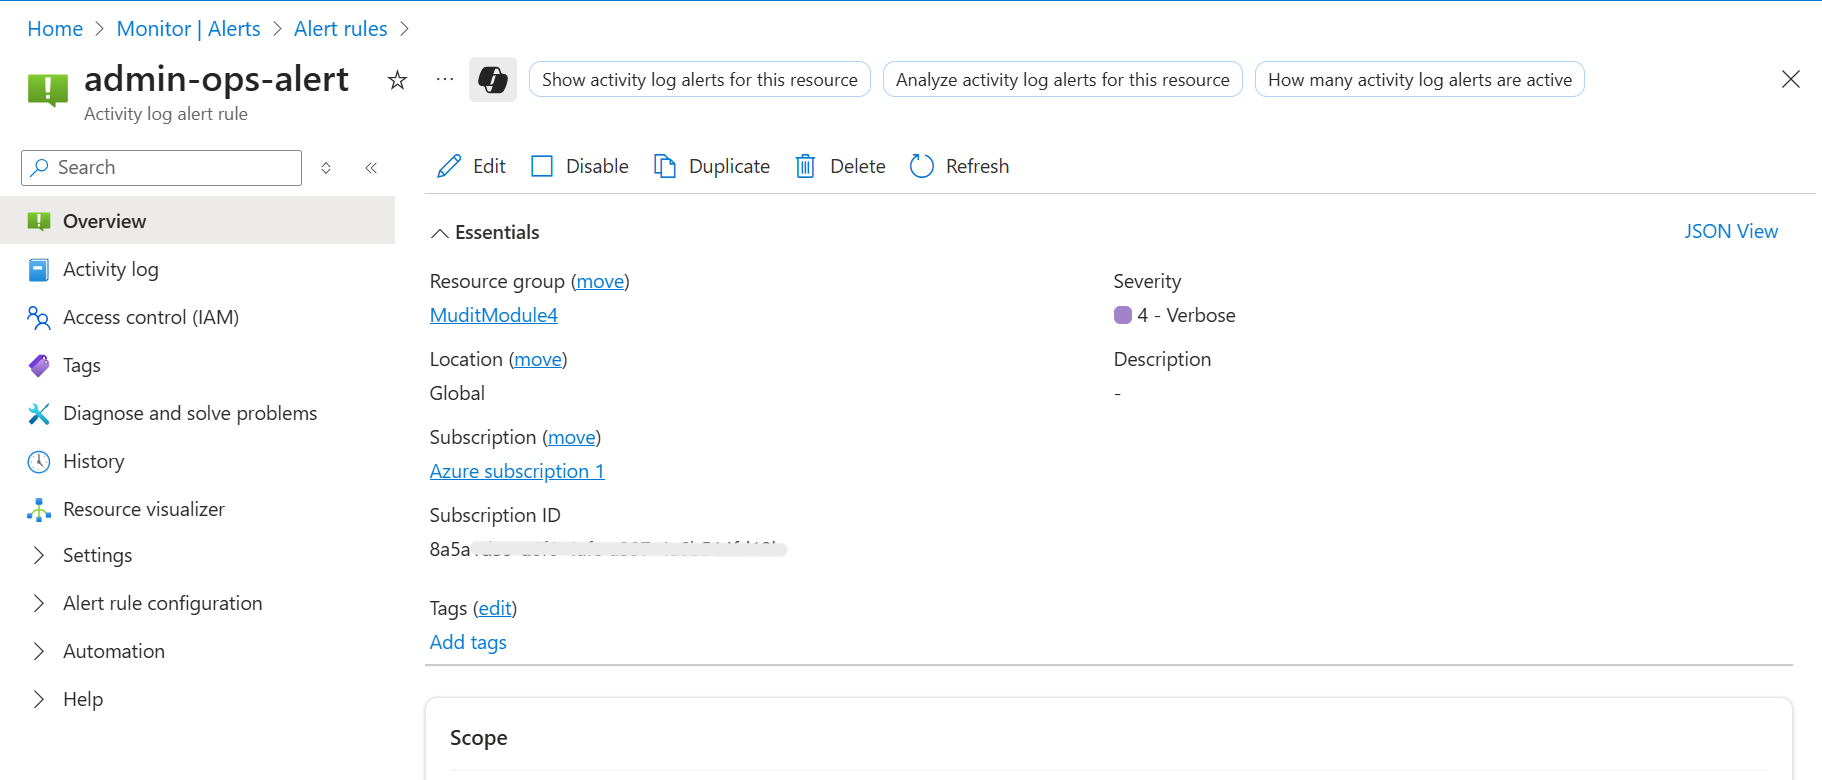 Home > Monitor | Alerts > Alert rules >
admin-ops-alert
Activity log alert rule
Show activity log alerts for this resource
Analyze activity log alerts for this resource
How many activity log alerts are active
Search
Edit
Disable
Duplicate
Delete
Refresh
Overview
Activity log
Access control (IAM)
Tags
Diagnose and solve problems
History
Resource visualizer
Settings
Alert rule configuration
Automation
Help
Essentials
JSON View
Resource group (move)
MuditModule4
Location (move)
Global
Subscription (move)
Azure subscription 1
Subscription ID
8a5a
Tags (edit)
Add tags
Severity
4 - Verbose
Description
-
Scope